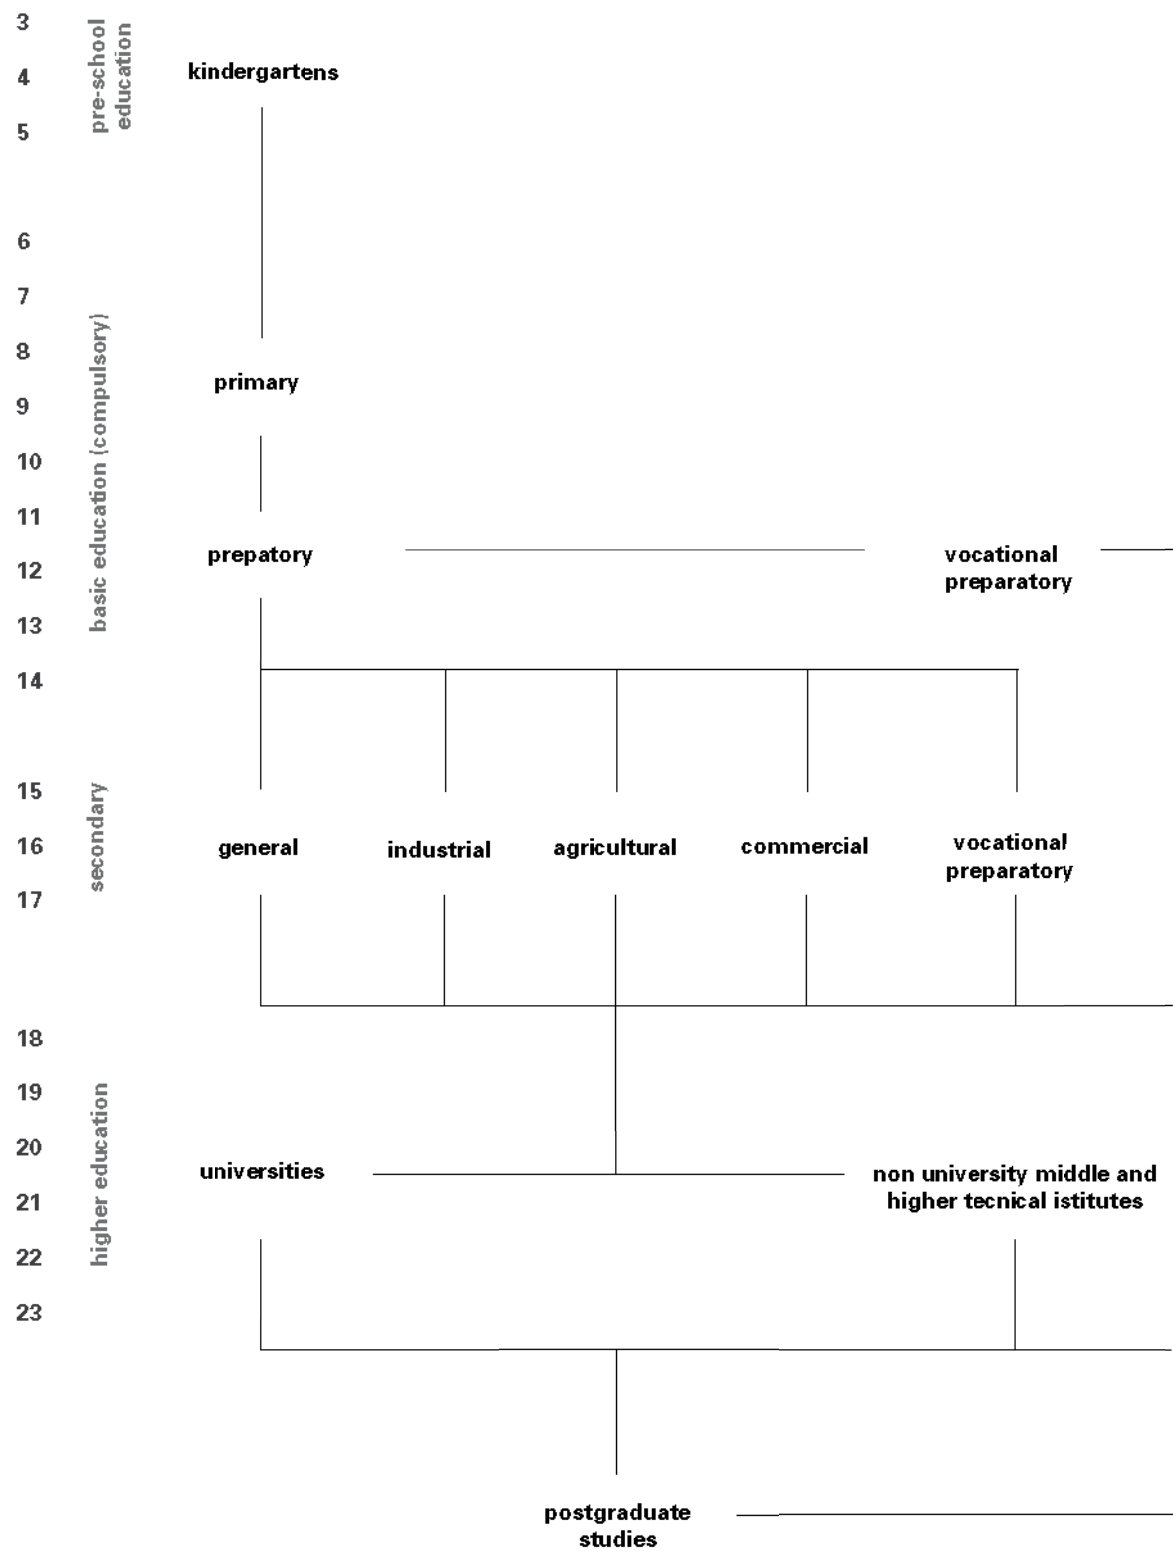 3
pre-school
education
4
kindergartens
5
6
7
basic education (compulsory)
8
primary
9
10
11
prepatory
vocational
preparatory
12
13
14
15
secondary
16
general
industrial
agricultural
commercial
vocational
preparatory
17
18
19
higher education
20
universities
non university middle and
higher tecnical istitutes
21
22
23
postgraduate
studies